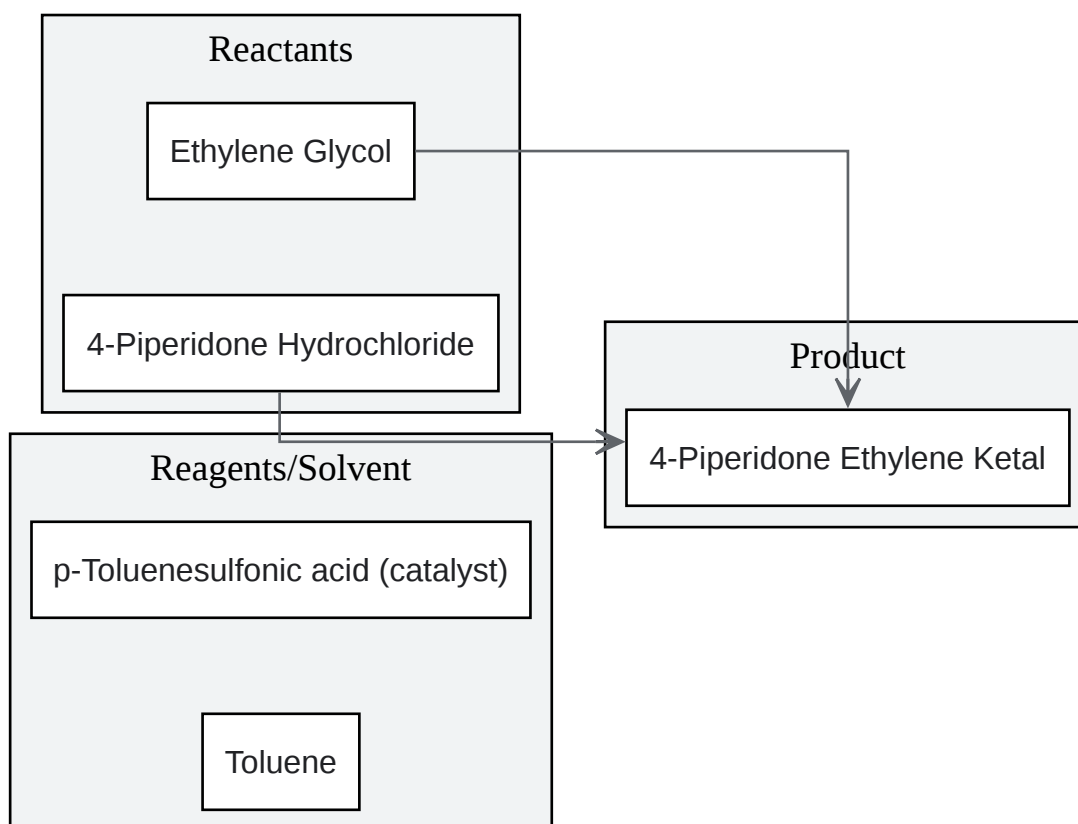 Reactants
Ethylene Glycol
4-Piperidone Hydrochloride
Product
4-Piperidone Ethylene Ketal
Reagents/Solvent
p-Toluenesulfonic acid (catalyst)
Toluene